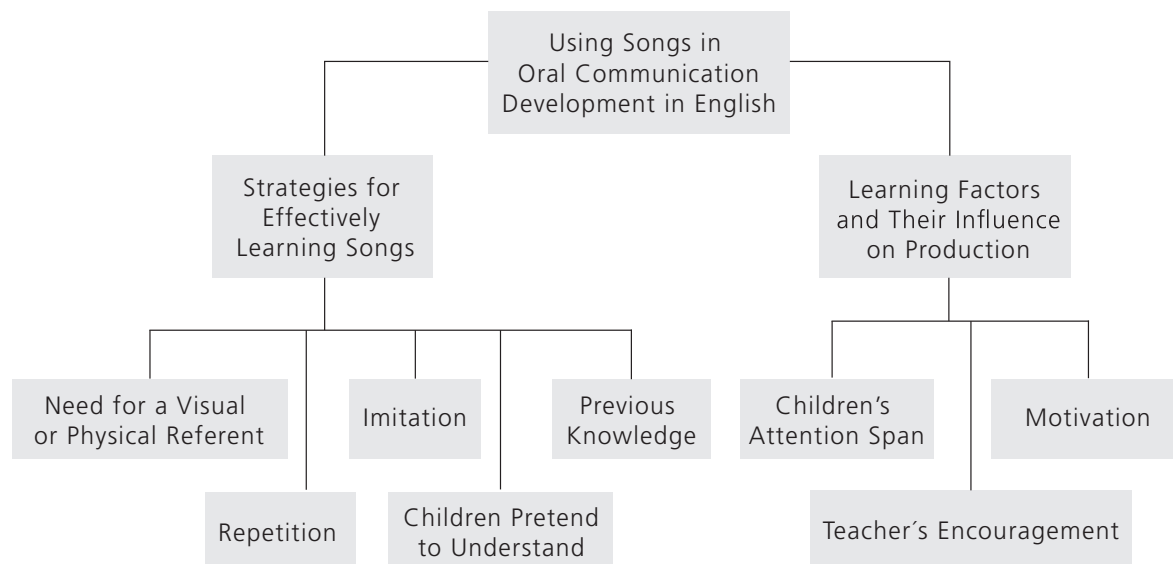 Using Songs in
Oral Communication
Development in English
Strategies for
Effectively
Learning Songs
Learning Factors
and Their Influence
on Production
Need for a Visual
or Physical Referent
Imitation
Previous
Knowledge
Children's
Attention Span
Motivation
Repetition
Children Pretend
to Understand
Teacher´s Encouragement